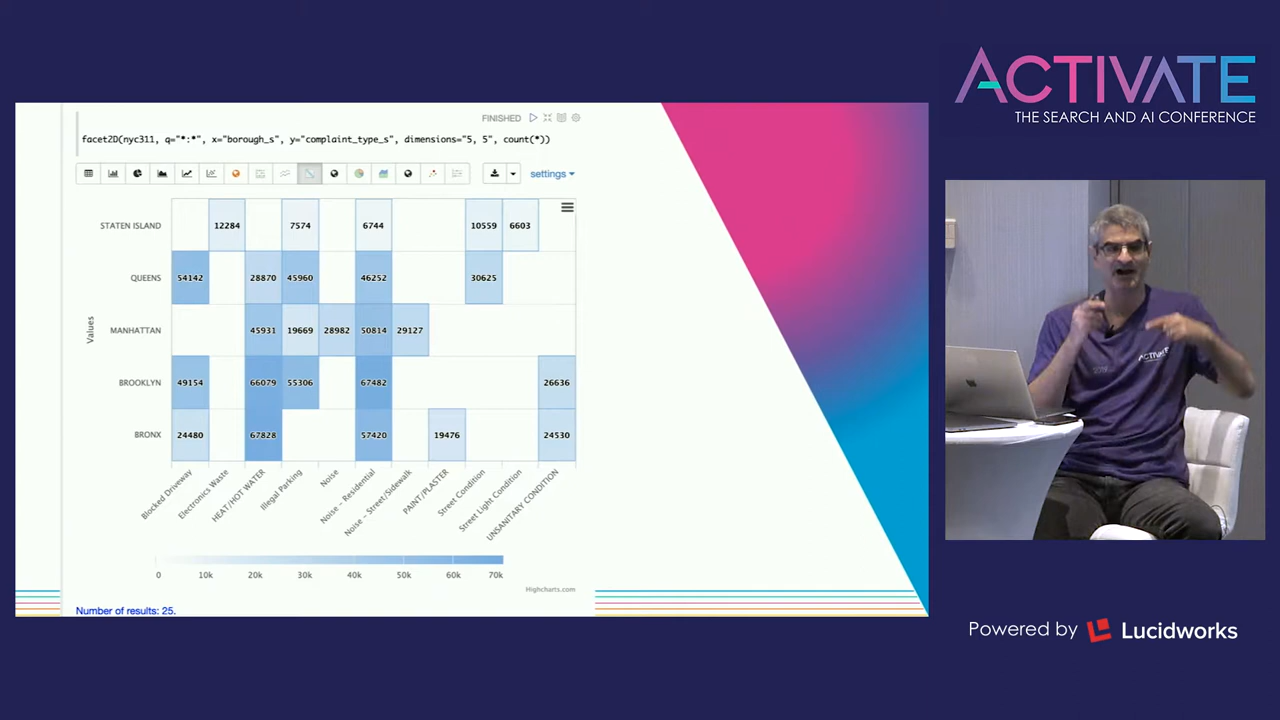 ACTIVATE
THE SEARCH AND AI CONFERENCE
FINISHED
facet2D(nyc311, q="*:*", x="borough_s", y="complaint_type_s", dimensions="5, 5", count(*))
settings
STATEN ISLAND 12284 7574 6744 10559 6603
QUEENS 54142 28870 45960 46252 30625
MANHATTAN 45931 19669 28982 50814 29127
BROOKLYN 49154 66079 55306 67482 26636
BRONX 24480 67828 57420 19476 24530
Values
Blocked Driveway
Electronics Waste
HEAT/HOT WATER
Illegal Parking
Noise
Noise - Residential
Noise - Street/Sidewalk
PAINT/PLASTER
Street Condition
Street Light Condition
UNSANITARY CONDITION
0 10k 20k 30k 40k 50k 60k 70k
Highcharts.com
Number of results: 25.
ACTIVATE
Powered by Lucidworks